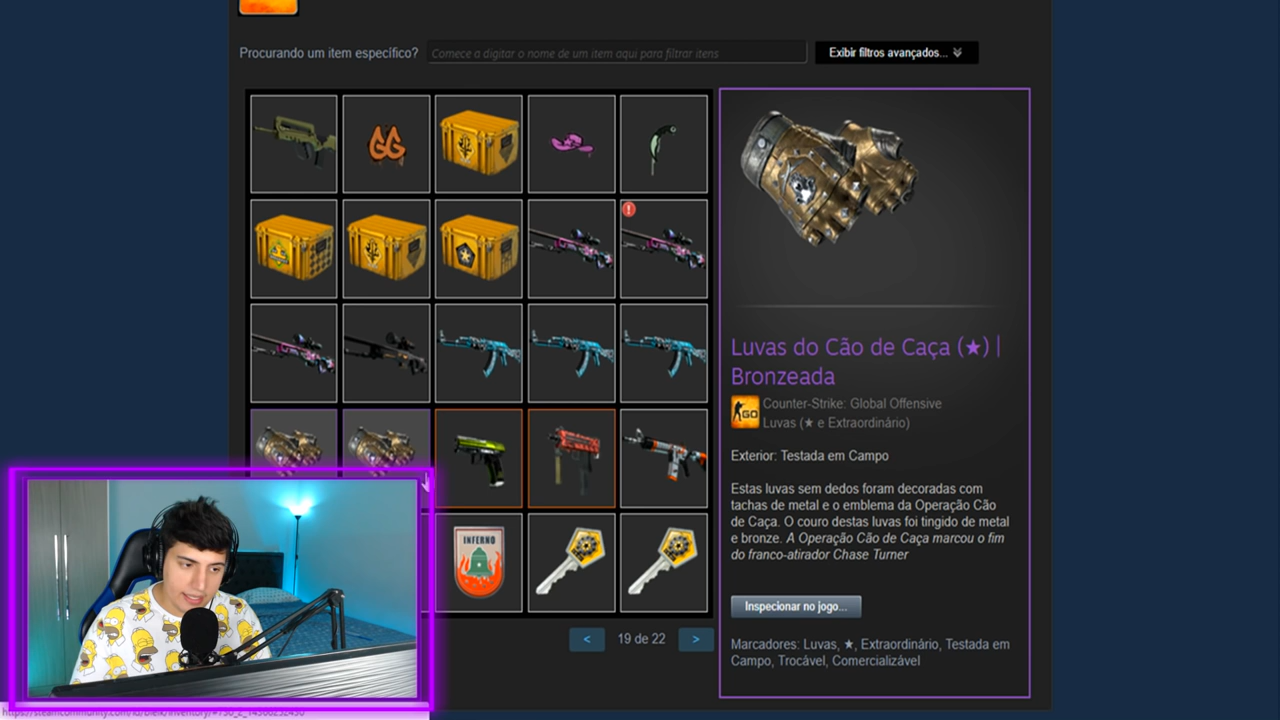 Procurando um item específico?
Comece a digitar o nome de um item aqui para filtrar itens
Exibir filtros avançados...
GG
Luvas do Cão de Caça (★) |
Bronzeada
GO
Counter-Strike: Global Offensive
Luvas (★ e Extraordinário)
Exterior: Testada em Campo
Estas luvas sem dedos foram decoradas com
tachas de metal e o emblema da Operação Cão
de Caça. O couro destas luvas foi tingido de metal
e bronze. A Operação Cão de Caça marcou o fim
do franco-atirador Chase Turner
Inspecionar no jogo...
INFERNO
< 19 de 22 >
Marcadores: Luvas, ★, Extraordinário, Testada em
Campo, Trocável, Comercializável